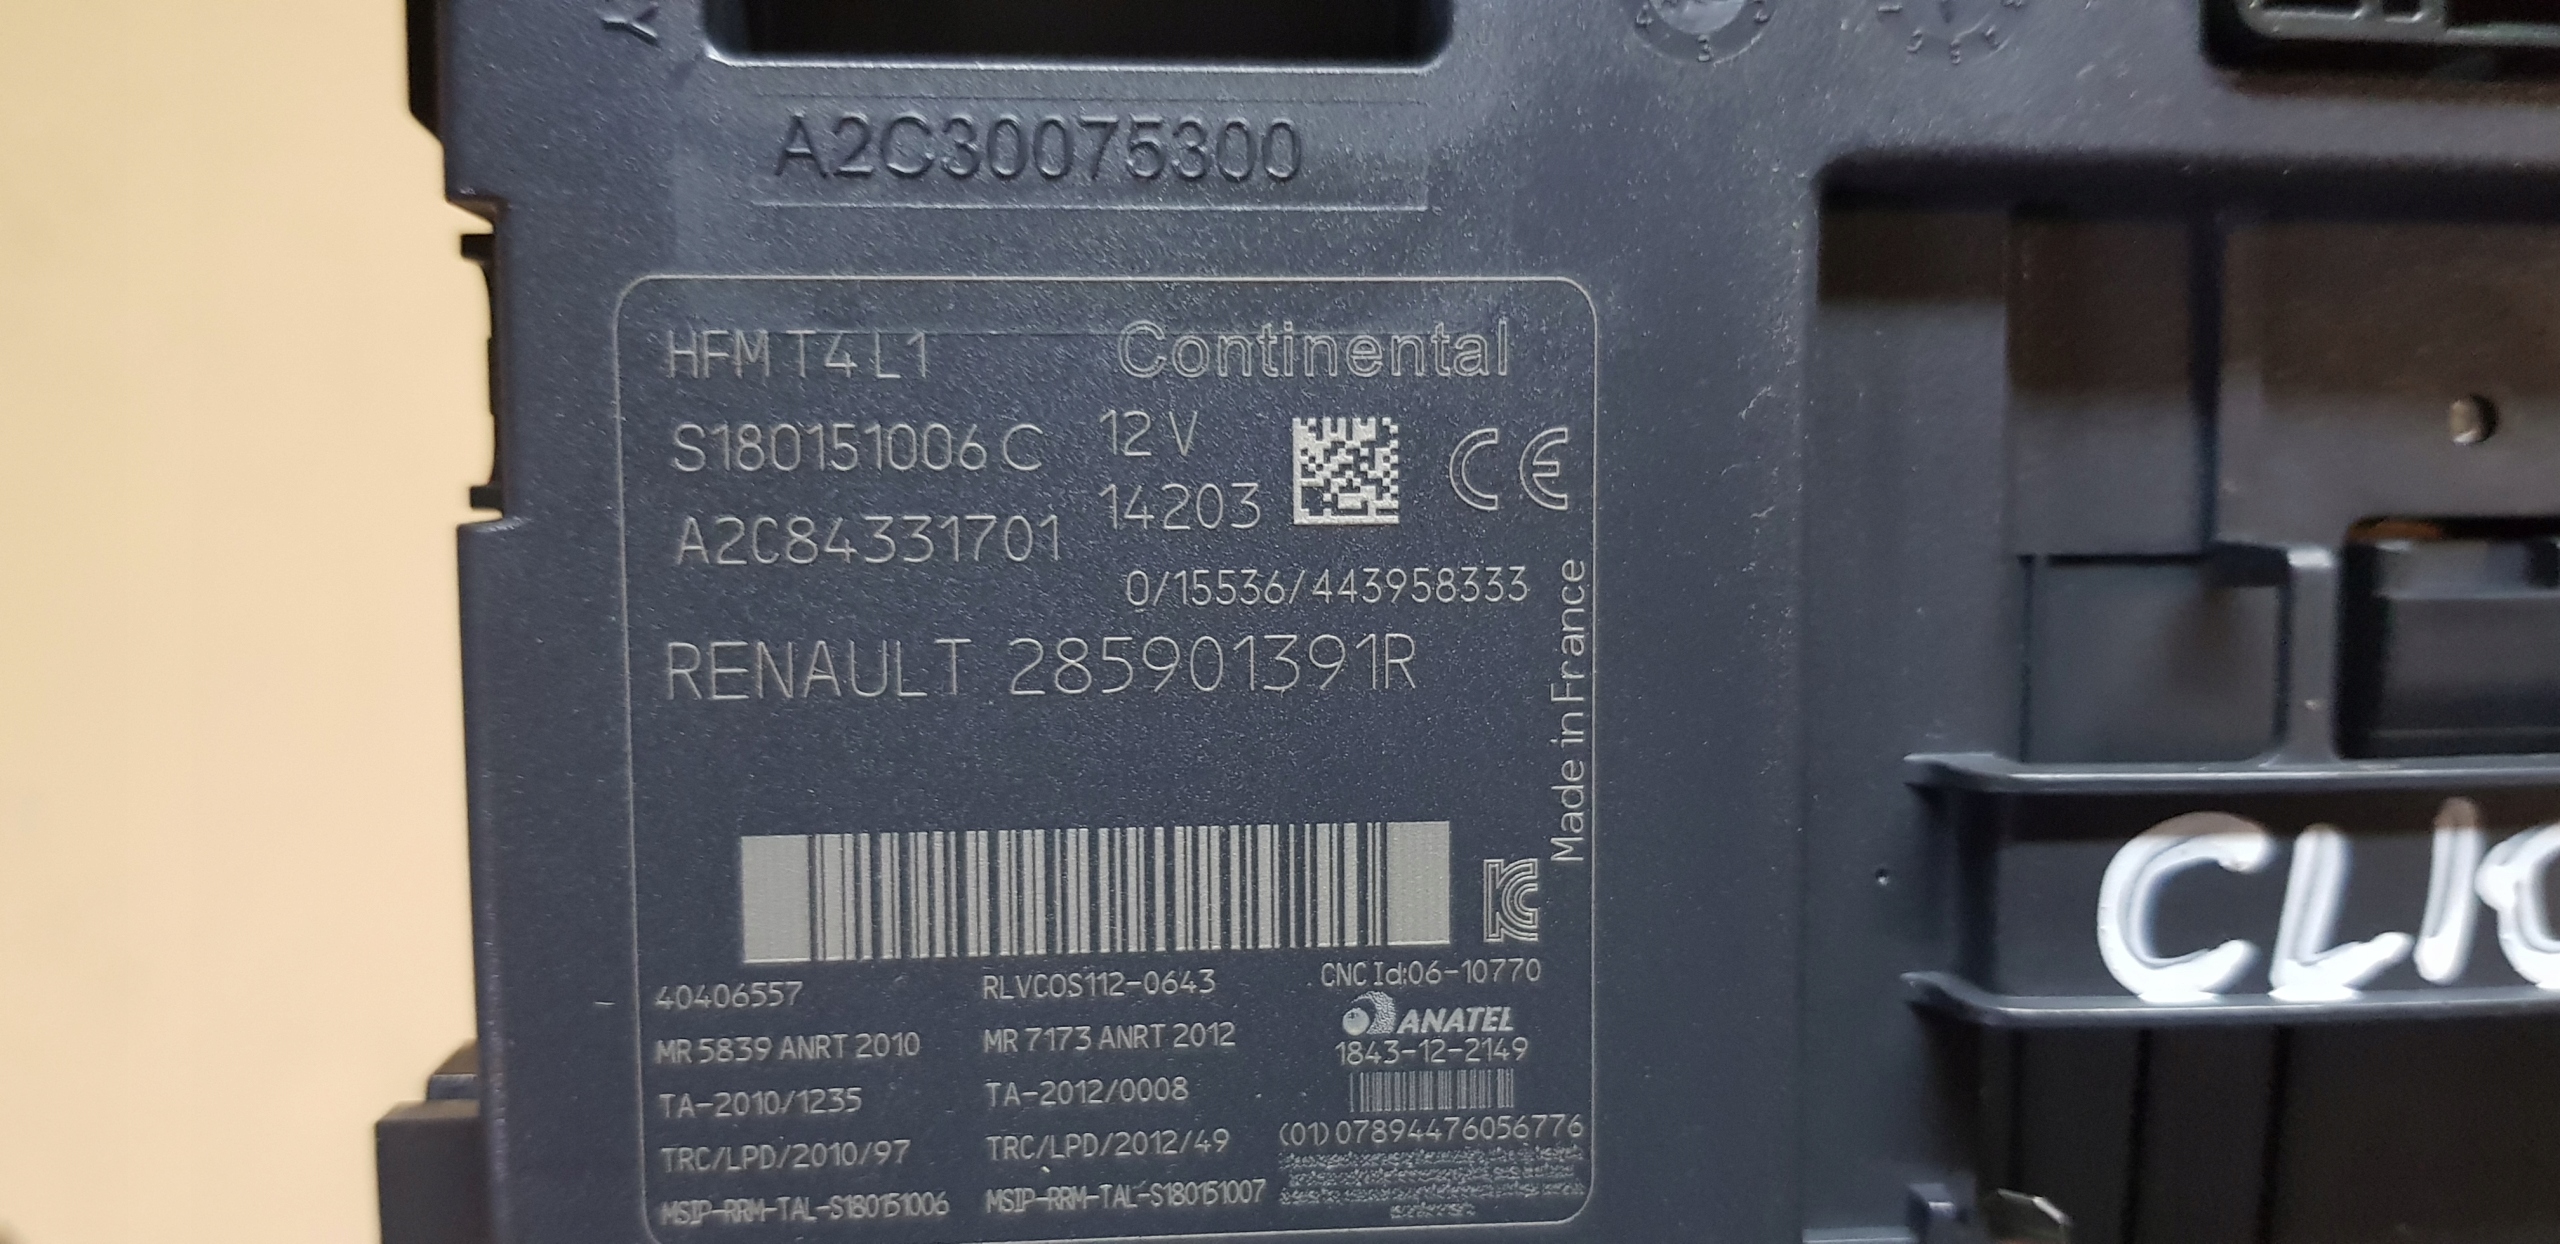 A2C30075300
HFM T4 L1 Continental
S180151006 C 12 V
14203
A2C84331701
0/15536/443958333
RENAULT 285901391R
Made in France
CE
KC
40406557 RLVCOS112-0643 CNC Id:06-10770
ANATEL
MR 5839 ANRT 2010 MR 7173 ANRT 2012 1843-12-2149
TA-2010/1235 TA-2012/0008
(01) 07894476056776
TRC/LPD/2010/97 TRC/LPD/2012/49
MSIP-RRM-TAL-S180151006 MSIP-RRM-TAL-S180151007
CLIO